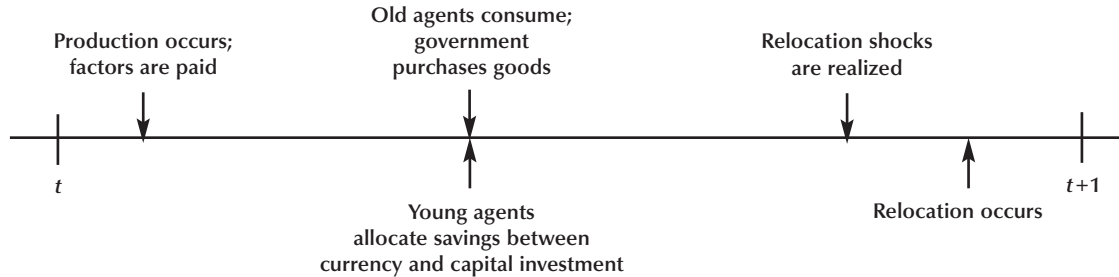 Production occurs;
factors are paid
Old agents consume;
government
purchases goods
Relocation shocks
are realized
t
t+1
Young agents
allocate savings between
currency and capital investment
Relocation occurs